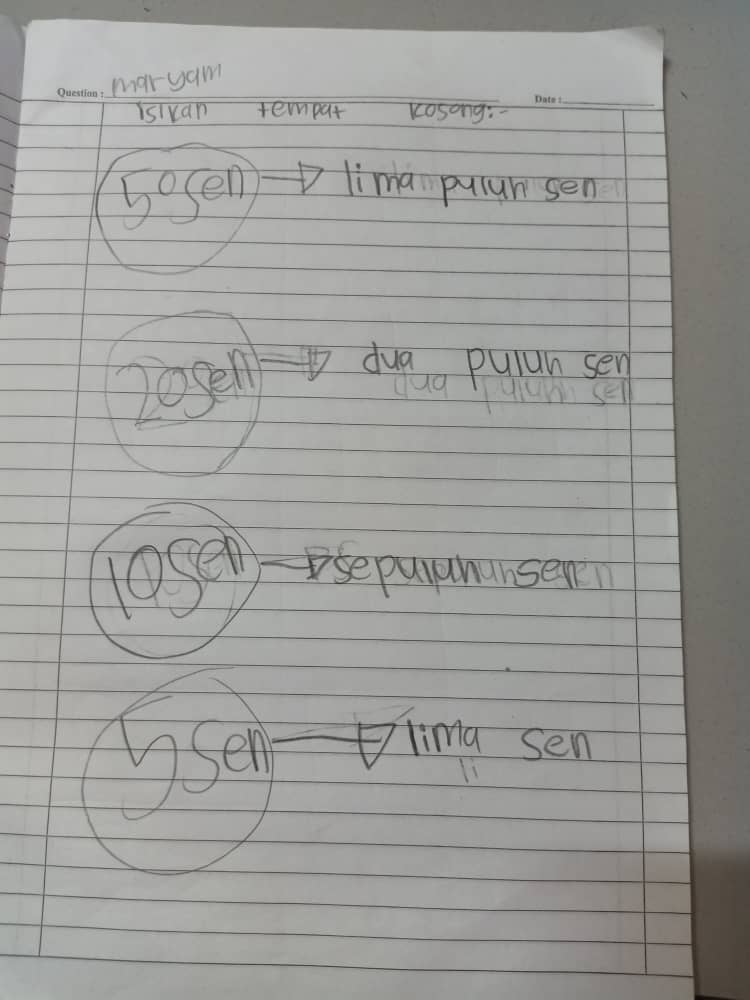 Question : maryam
Date :
isikan tempat kosong:-
50sen → lima puluh sen
20sen → dua puluh sen
10sen → sepuluh sen
5sen → lima sen
li